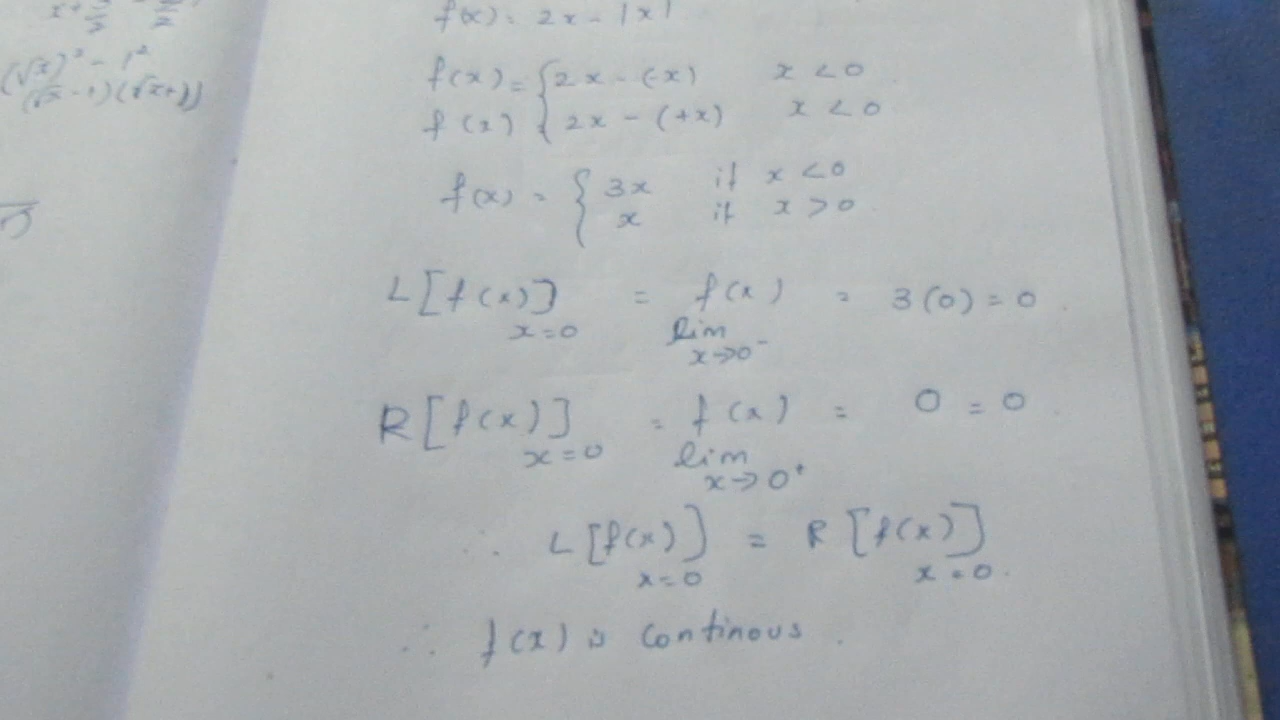 (√x)² - 1²
(√x - 1)(√x+1)
f(x) = 2x - |x|
f(x) = { 2x - (-x) x < 0
f(x) { 2x - (+x) x < 0
f(x) = { 3x if x < 0
x if x > 0
L[f(x)] = f(x) = 3(0) = 0
x=0 lim
x→0⁻
R[f(x)] = f(x) = 0 = 0
x=0 lim
x→0⁺
∴ L[f(x)] = R[f(x)]
x=0 x=0
∴ f(x) is continous.